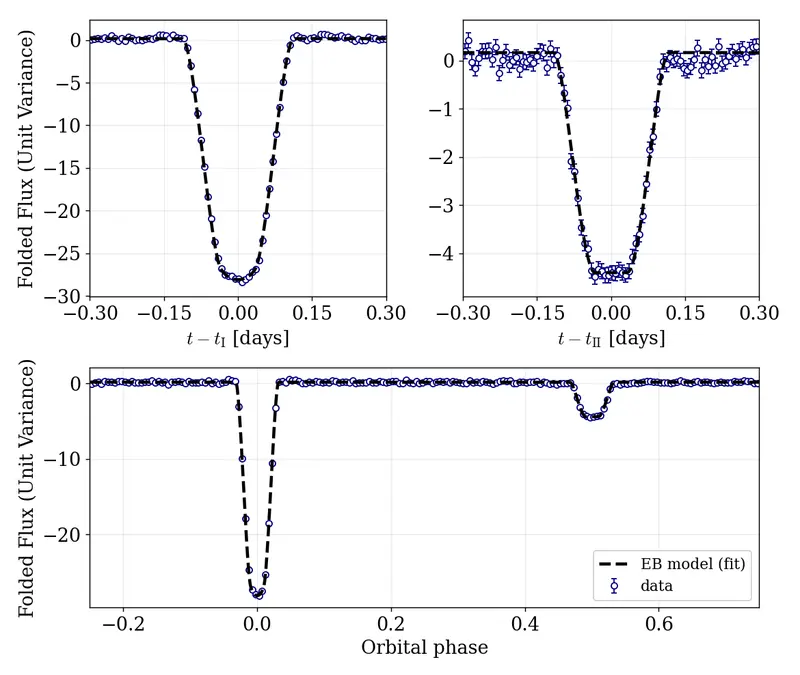 Folded Flux (Unit Variance)
0
−5
−10
−15
−20
−25
−30
−0.30 −0.15 0.00 0.15 0.30
t − tI [days]
0
−1
−2
−3
−4
−0.30 −0.15 0.00 0.15 0.30
t − tII [days]
Folded Flux (Unit Variance)
0
−10
−20
−0.2 0.0 0.2 0.4 0.6
Orbital phase
EB model (fit)
data